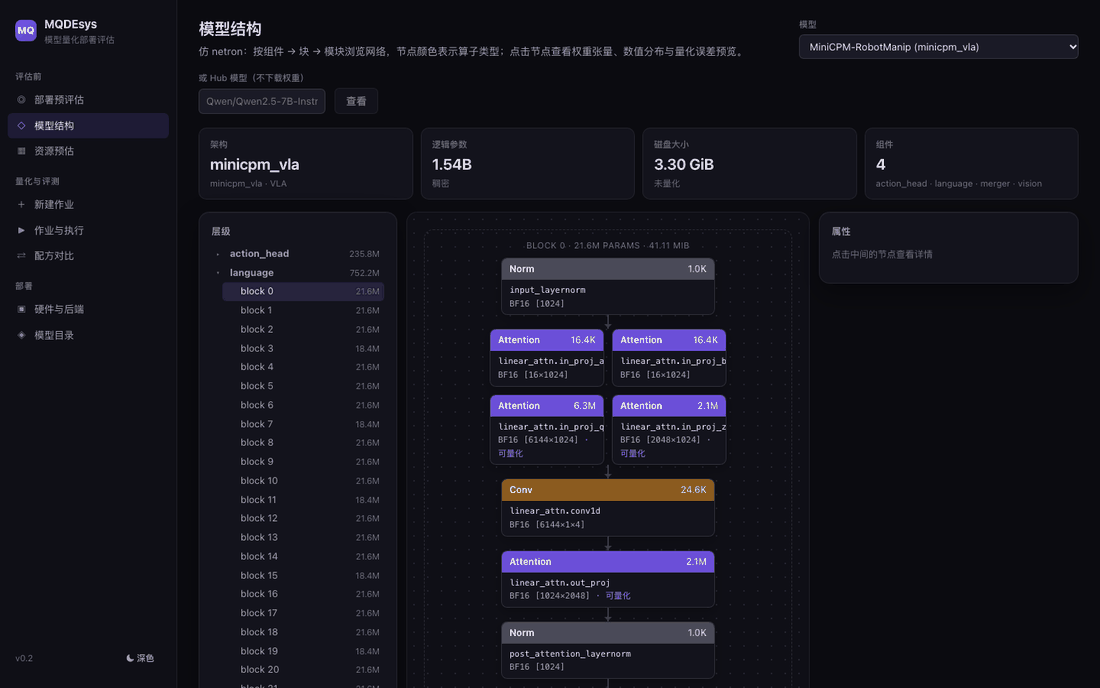 MQ
MQDEsys
模型量化部署评估
评估前
部署预评估
模型结构
资源预估
量化与评测
新建作业
作业与执行
配方对比
部署
硬件与后端
模型目录
v0.2
深色
模型结构
仿 netron：按组件 → 块 → 模块浏览网络，节点颜色表示算子类型；点击节点查看权重张量、数值分布与量化误差预览。
模型
MiniCPM-RobotManip (minicpm_vla)
或 Hub 模型（不下载权重）
Qwen/Qwen2.5-7B-Instr
查看
架构
minicpm_vla
minicpm_vla · VLA
逻辑参数
1.54B
稠密
磁盘大小
3.30 GiB
未量化
组件
4
action_head · language · merger · vision
层级
action_head 235.8M
language 752.2M
block 0 21.6M
block 1 21.6M
block 2 21.6M
block 3 18.4M
block 4 21.6M
block 5 21.6M
block 6 21.6M
block 7 18.4M
block 8 21.6M
block 9 21.6M
block 10 21.6M
block 11 18.4M
block 12 21.6M
block 13 21.6M
block 14 21.6M
block 15 18.4M
block 16 21.6M
block 17 21.6M
block 18 21.6M
block 19 18.4M
block 20 21.6M
BLOCK 0 · 21.6M PARAMS · 41.11 MIB
Norm 1.0K
input_layernorm
BF16 [1024]
Attention 16.4K
linear_attn.in_proj_a
BF16 [16×1024]
Attention 16.4K
linear_attn.in_proj_b
BF16 [16×1024]
Attention 6.3M
linear_attn.in_proj_q
BF16 [6144×1024] ·
可量化
Attention 2.1M
linear_attn.in_proj_z
BF16 [2048×1024] ·
可量化
Conv 24.6K
linear_attn.conv1d
BF16 [6144×1×4]
Attention 2.1M
linear_attn.out_proj
BF16 [1024×2048] · 可量化
Norm 1.0K
post_attention_layernorm
BF16 [1024]
属性
点击中间的节点查看详情